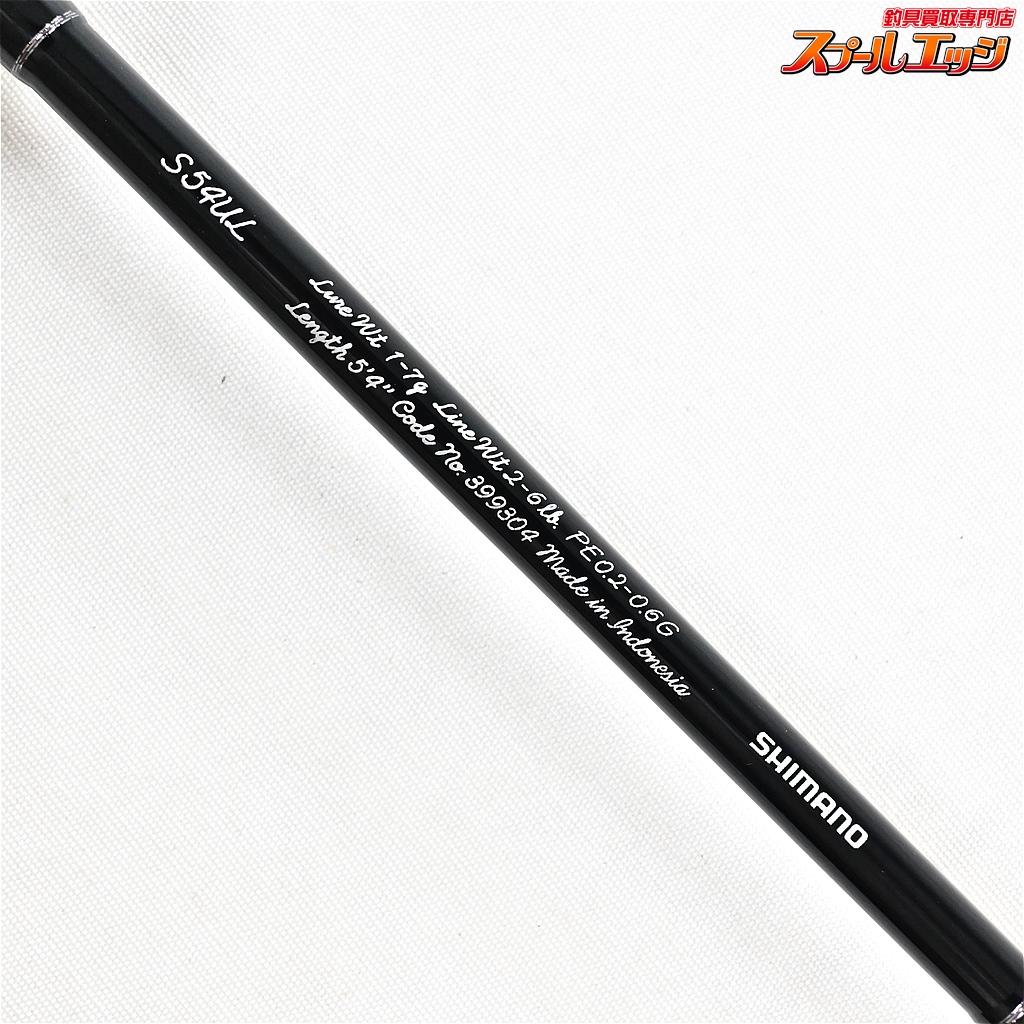 釣具買取専門店
スプールエッジ
S54UL
Lure Wt 1-7g Line Wt 2-6lb. PE0.2-0.6G
Length 5'4" Code No. 399304 Made in Indonesia
SHIMANO